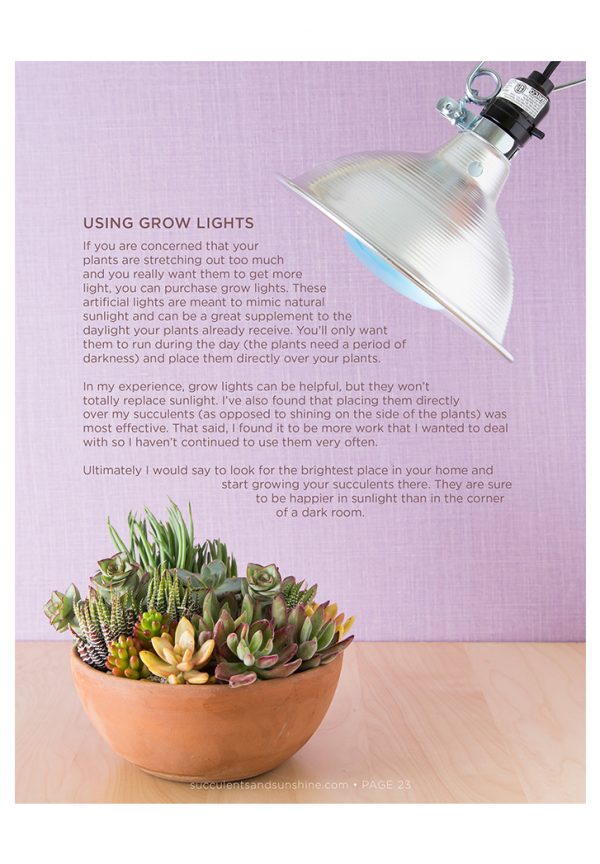 USING GROW LIGHTS
If you are concerned that your
plants are stretching out too much
and you really want them to get more
light, you can purchase grow lights. These
artificial lights are meant to mimic natural
sunlight and can be a great supplement to the
daylight your plants already receive. You'll only want
them to run during the day (the plants need a period of
darkness) and place them directly over your plants.
In my experience, grow lights can be helpful, but they won't
totally replace sunlight. I've also found that placing them directly
over my succulents (as opposed to shining on the side of the plants) was
most effective. That said, I found it to be more work that I wanted to deal
with so I haven't continued to use them very often.
Ultimately I would say to look for the brightest place in your home and
start growing your succulents there. They are sure
to be happier in sunlight than in the corner
of a dark room.
succulentsandsunshine.com • PAGE 23